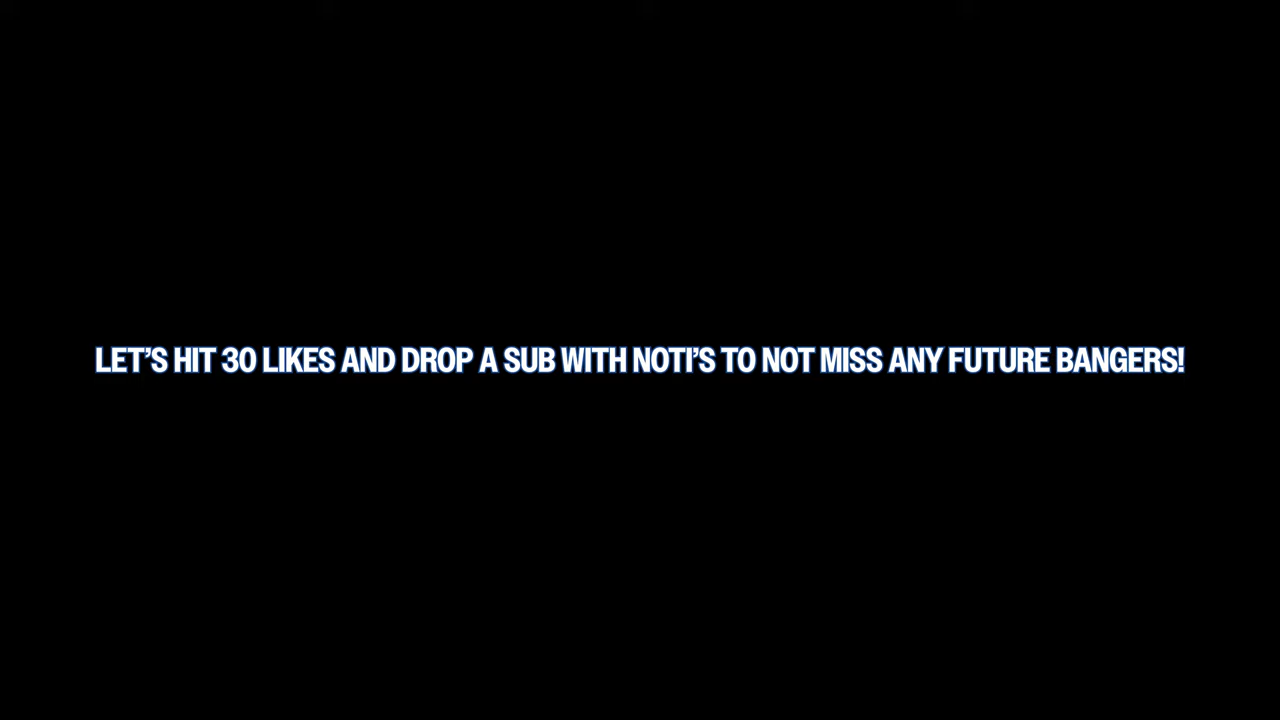 LET’S HIT 30 LIKES AND DROP A SUB WITH NOTI’S TO NOT MISS ANY FUTURE BANGERS!